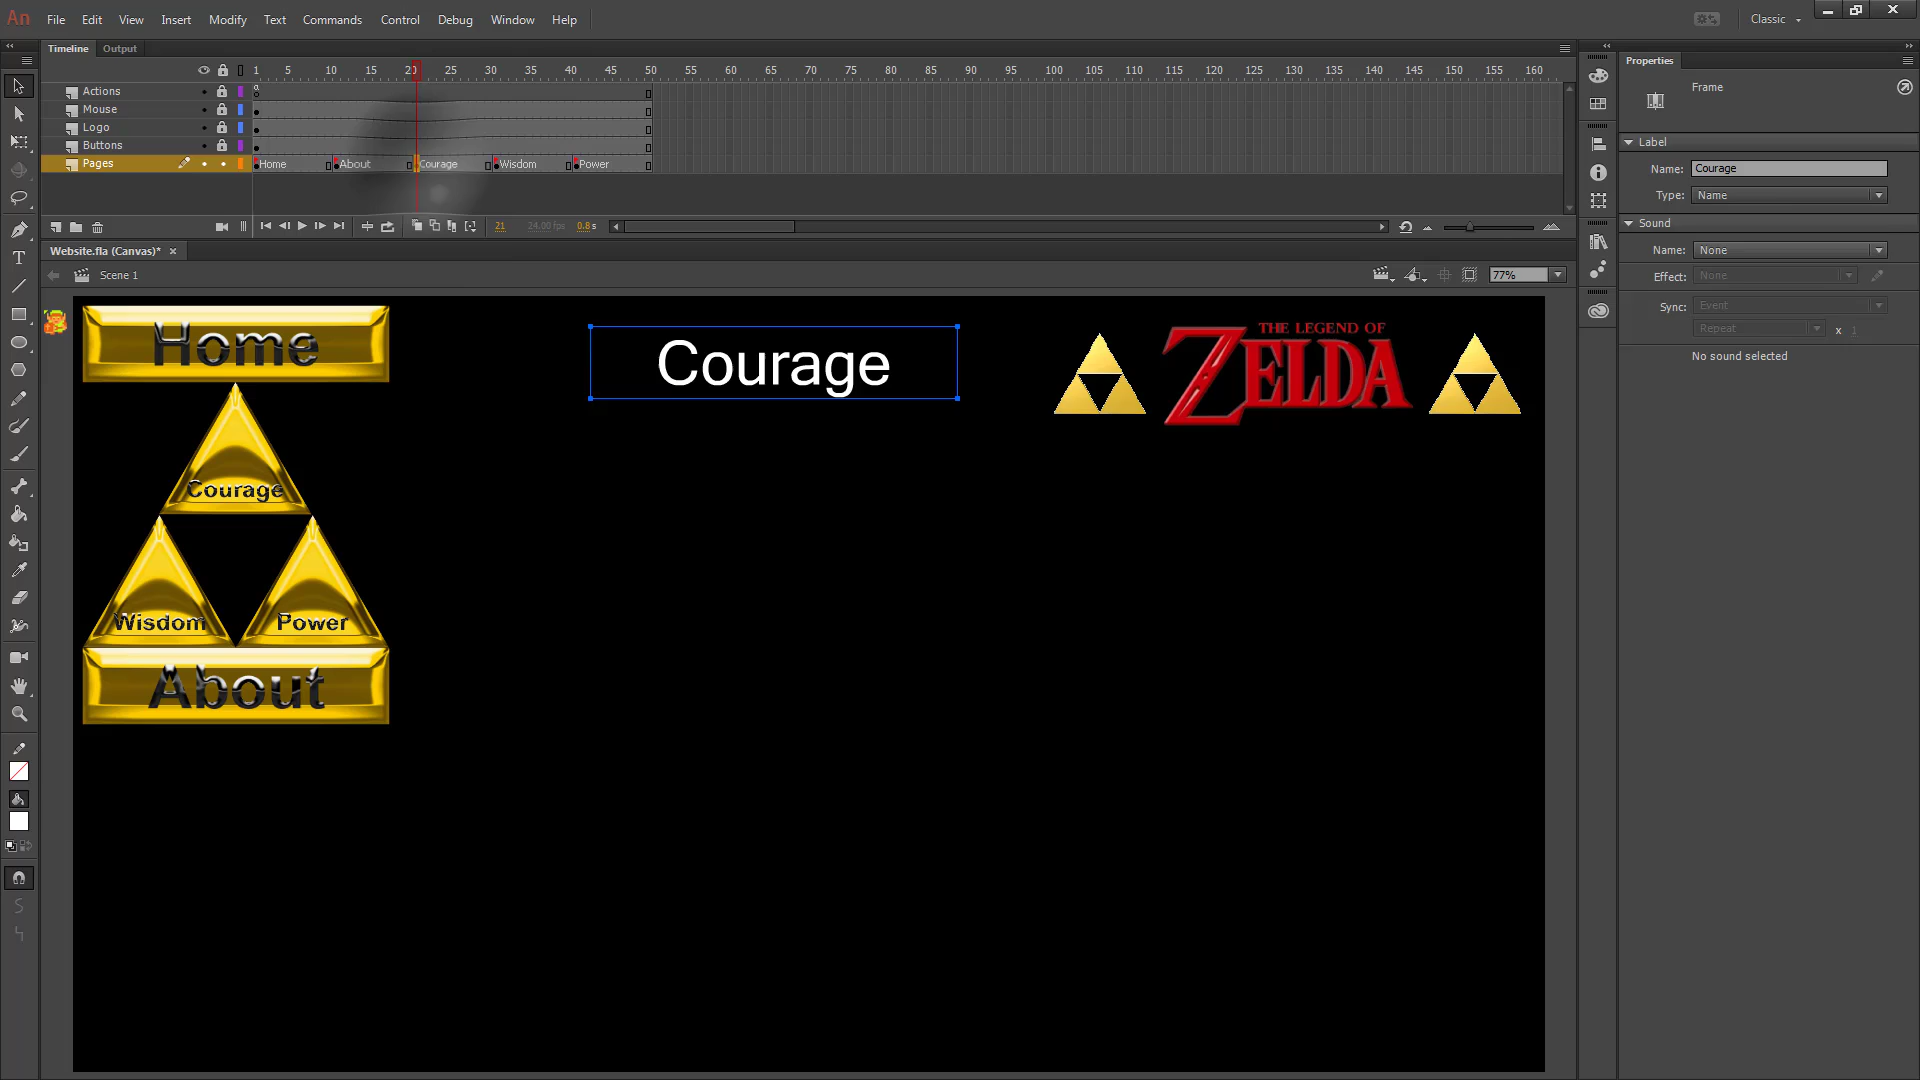 An File Edit View Insert Modify Text Commands Control Debug Window Help Classic
Timeline Output
1 5 10 15 20 25 30 35 40 45 50 55 60 65 70 75 80 85 90 95 100 105 110 115 120 125 130 135 140 145 150 155 160
Actions
Mouse
Logo
Buttons
Pages Home About Courage Wisdom Power
21 24.00 fps 0.8 s
Website.fla (Canvas)* x
Scene 1 77%
Home
Courage
Wisdom Power
About
Courage
THE LEGEND OF
ZELDA
Properties
Frame
Label
Name: Courage
Type: Name
Sound
Name: None
Effect: None
Sync: Event
Repeat x 1
No sound selected